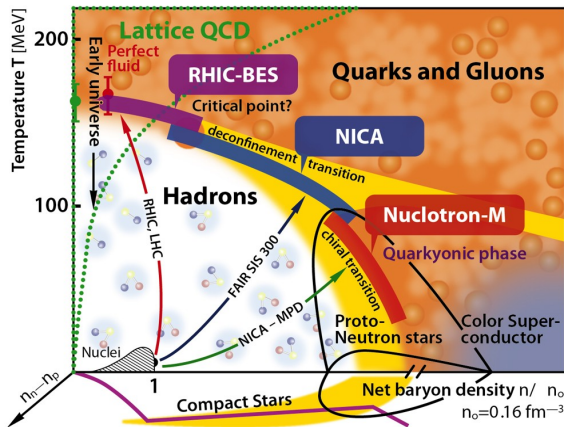 Temperature T [MeV]
200
100
Lattice QCD
Early universe
Perfect
fluid
RHIC-BES
Critical point?
Quarks and Gluons
NICA
deconfinement transition
Hadrons
Nuclotron-M
Quarkyonic phase
chiral transition
RHIC, LHC
FAIR SIS 300
NICA – MPD
Proto-
Neutron stars
Color Super-
conductor
Nuclei
1
nn–np
Compact Stars
Net baryon density n/ no
no=0.16 fm⁻³